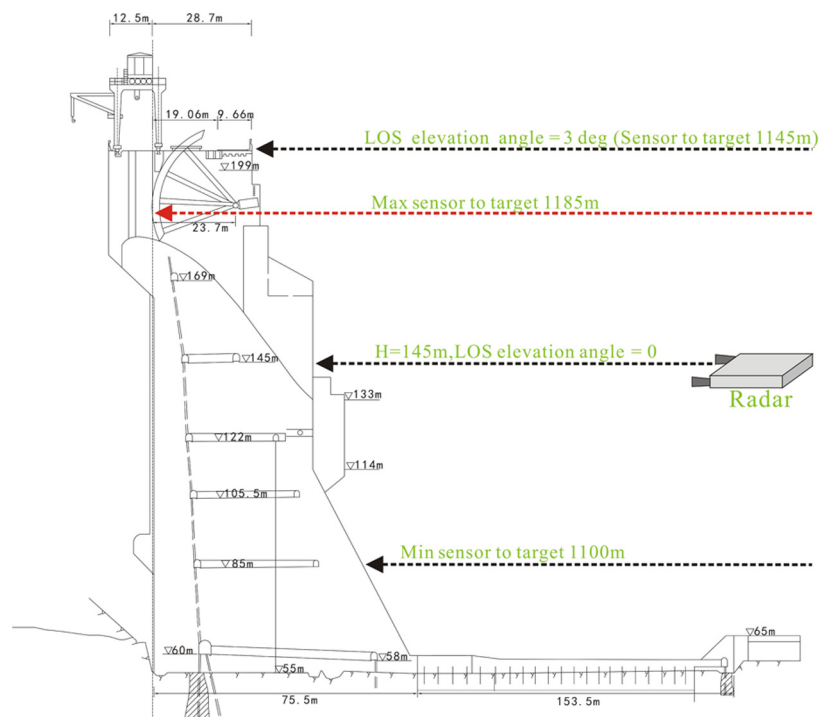 12.5m 28.7m
19.06m 9.66m
LOS elevation angle = 3 deg (Sensor to target 1145m)
▽199m
Max sensor to target 1185m
23.7m
▽169m
H=145m,LOS elevation angle = 0
▽145m
▽133m
Radar
▽122m
▽114m
▽105.5m
Min sensor to target 1100m
▽85m
▽65m
▽60m
▽58m
▽55m
75.5m
153.5m